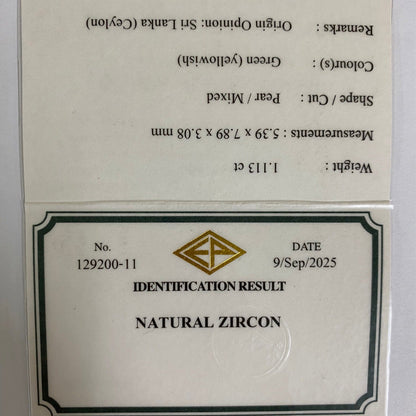 Weight : 1.113 ct
Measurements : 5.39 x 7.89 x 3.08 mm
Shape / Cut : Pear / Mixed
Colour(s) : Green (yellowish)
Remarks : Origin Opinion: Sri Lanka (Ceylon)
No. DATE
129200-11 9/Sep/2025
IDENTIFICATION RESULT
NATURAL ZIRCON